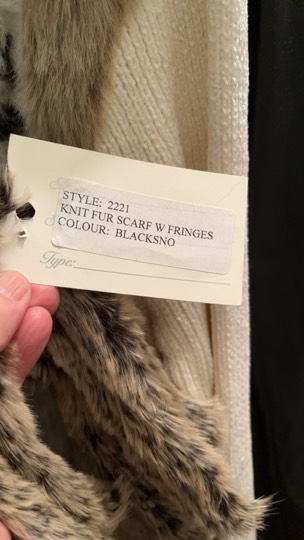 STYLE: 2221
KNIT FUR SCARF W FRINGES
COLOUR: BLACKSNO
Type: